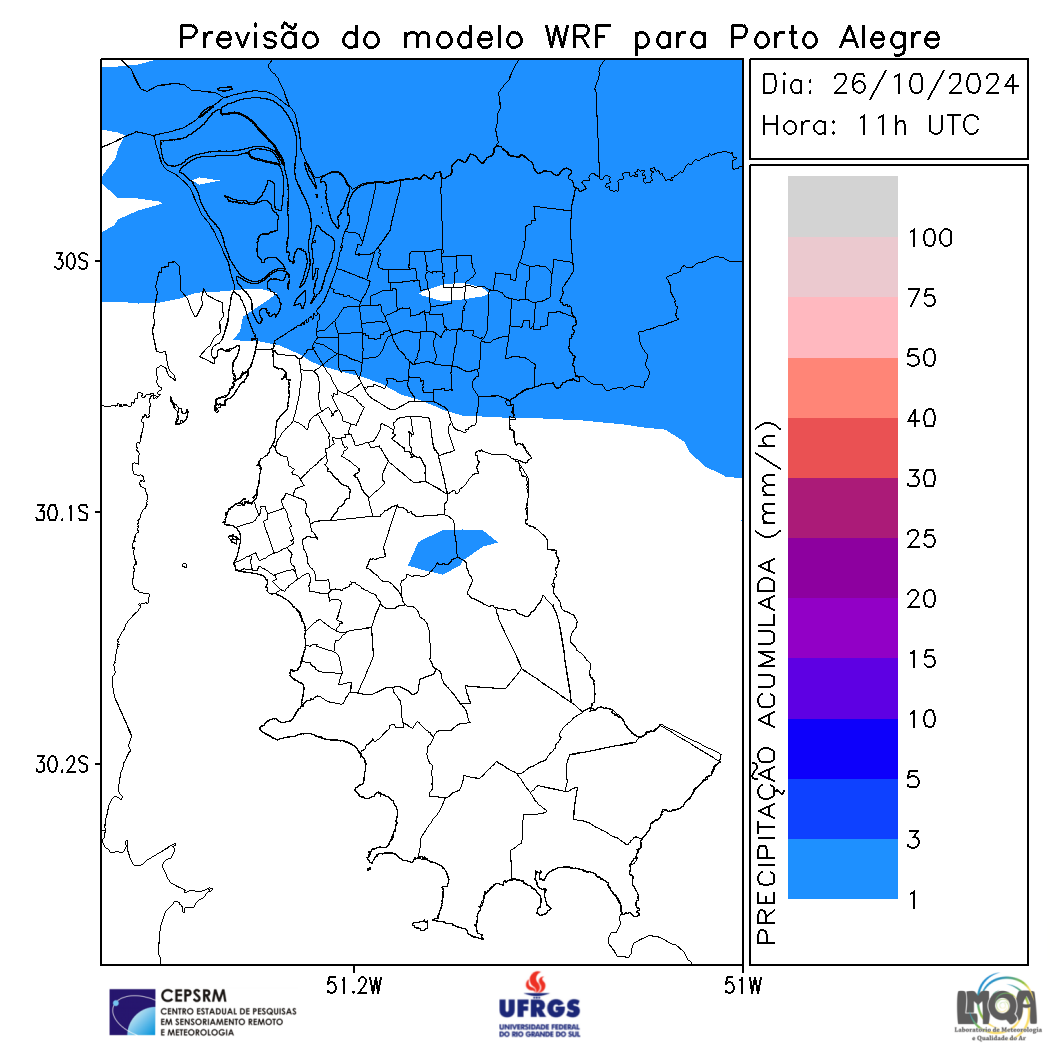 Previsão do modelo WRF para Porto Alegre
Dia: 26/10/2024
Hora: 11h UTC
30S
30.1S
30.2S
51.2W
51W
PRECIPITAÇÃO ACUMULADA (mm/h)
100
75
50
40
30
25
20
15
10
5
3
1
CEPSRM
CENTRO ESTADUAL DE PESQUISAS
EM SENSORIAMENTO REMOTO
E METEOROLOGIA
UFRGS
UNIVERSIDADE FEDERAL
DO RIO GRANDE DO SUL
LMQA
Laboratório de Meteorologia
e Qualidade do Ar